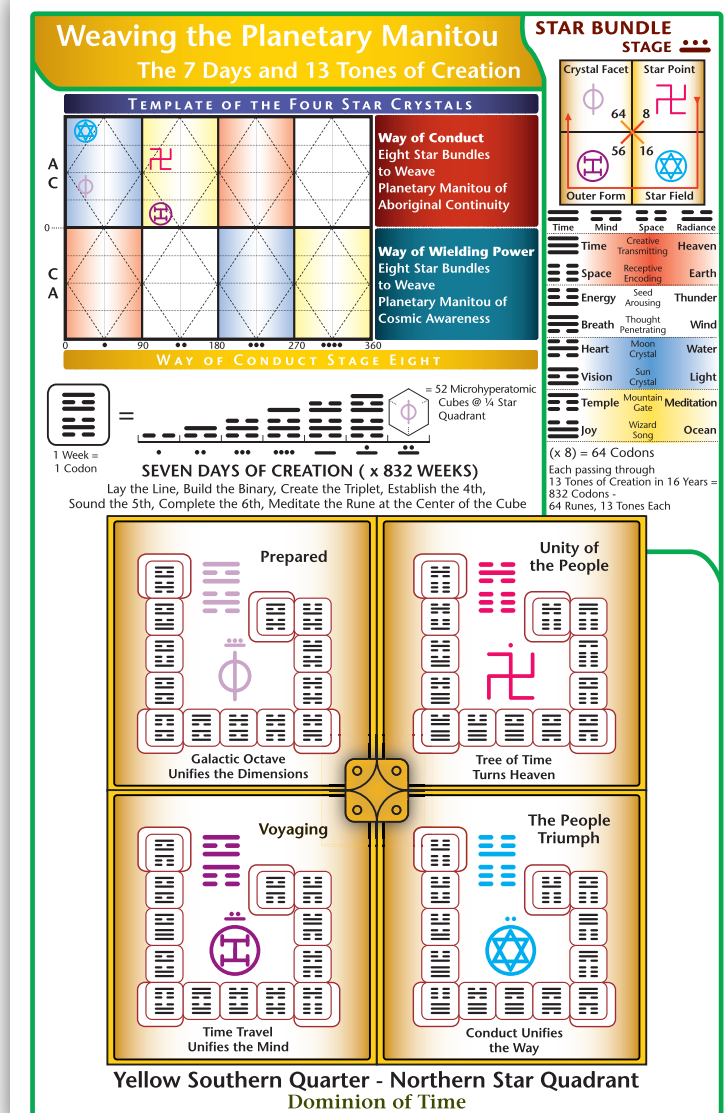 Weaving the Planetary Manitou
The 7 Days and 13 Tones of Creation
STAR BUNDLE
STAGE
TEMPLATE OF THE FOUR STAR CRYSTALS
A
C
0
C
A
0
90
180
270
360
Way of Conduct
Eight Star Bundles
to Weave
Planetary Manitou of
Aboriginal Continuity
Way of Wielding Power
Eight Star Bundles
to Weave
Planetary Manitou of
Cosmic Awareness
WAY OF CONDUCT STAGE EIGHT
Crystal Facet Star Point
64 8
56 16
Outer Form Star Field
Time Mind Space Radiance
Time Creative Transmitting Heaven
Space Receptive Encoding Earth
Energy Seed Arousing Thunder
Breath Thought Penetrating Wind
Heart Moon Crystal Water
Vision Sun Crystal Light
Temple Mountain Gate Meditation
Joy Wizard Song Ocean
(x 8) = 64 Codons
Each passing through
13 Tones of Creation in 16 Years =
832 Codons -
64 Runes, 13 Tones Each
1 Week =
1 Codon
=
= 52 Microhyperatomic
Cubes @ ¼ Star
Quadrant
SEVEN DAYS OF CREATION ( x 832 WEEKS)
Lay the Line, Build the Binary, Create the Triplet, Establish the 4th,
Sound the 5th, Complete the 6th, Meditate the Rune at the Center of the Cube
Prepared
Galactic Octave
Unifies the Dimensions
Unity of
the People
Tree of Time
Turns Heaven
Voyaging
Time Travel
Unifies the Mind
The People
Triumph
Conduct Unifies
the Way
Yellow Southern Quarter - Northern Star Quadrant
Dominion of Time